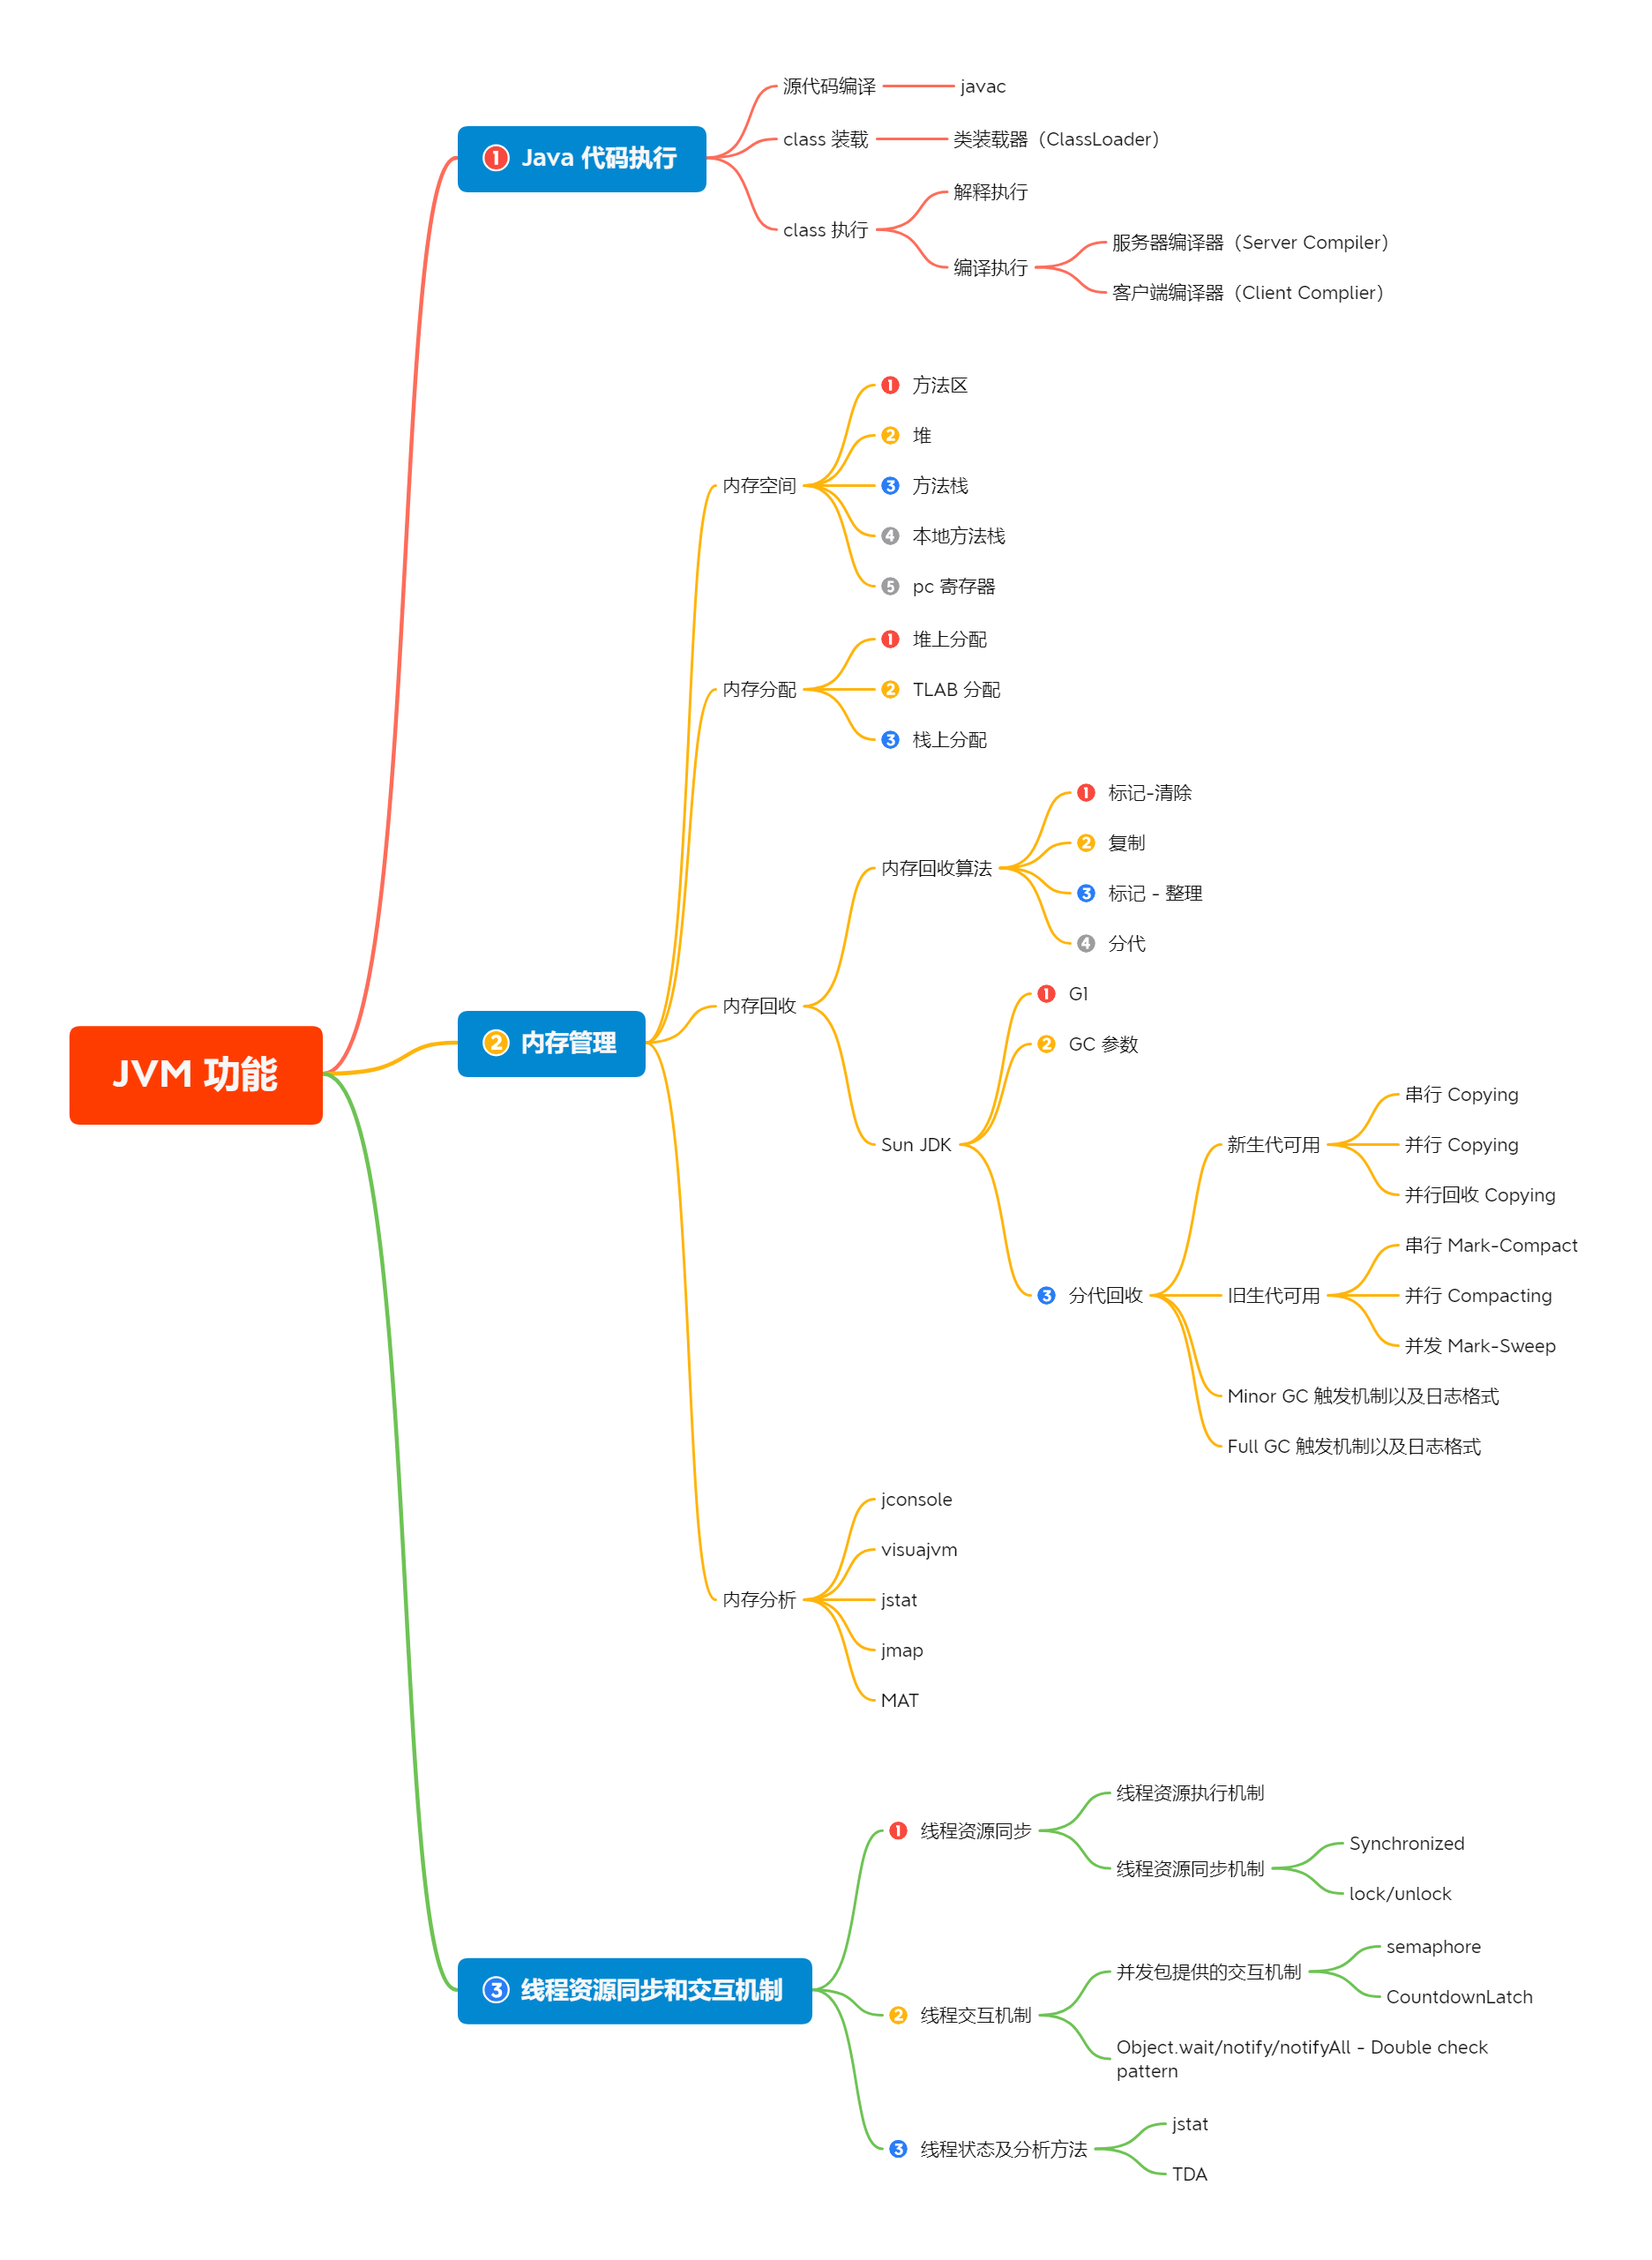 JVM 功能
1 Java 代码执行
源代码编译
javac
class 装载
类装载器（ClassLoader）
class 执行
解释执行
编译执行
服务器编译器（Server Compiler）
客户端编译器（Client Complier）
2 内存管理
内存空间
1 方法区
2 堆
3 方法栈
4 本地方法栈
5 pc 寄存器
内存分配
1 堆上分配
2 TLAB 分配
3 栈上分配
内存回收
内存回收算法
1 标记-清除
2 复制
3 标记 - 整理
4 分代
Sun JDK
1 G1
2 GC 参数
3 分代回收
新生代可用
串行 Copying
并行 Copying
并行回收 Copying
旧生代可用
串行 Mark-Compact
并行 Compacting
并发 Mark-Sweep
Minor GC 触发机制以及日志格式
Full GC 触发机制以及日志格式
内存分析
jconsole
visuajvm
jstat
jmap
MAT
3 线程资源同步和交互机制
1 线程资源同步
线程资源执行机制
线程资源同步机制
Synchronized
lock/unlock
2 线程交互机制
并发包提供的交互机制
semaphore
CountdownLatch
Object.wait/notify/notifyAll - Double check
pattern
3 线程状态及分析方法
jstat
TDA